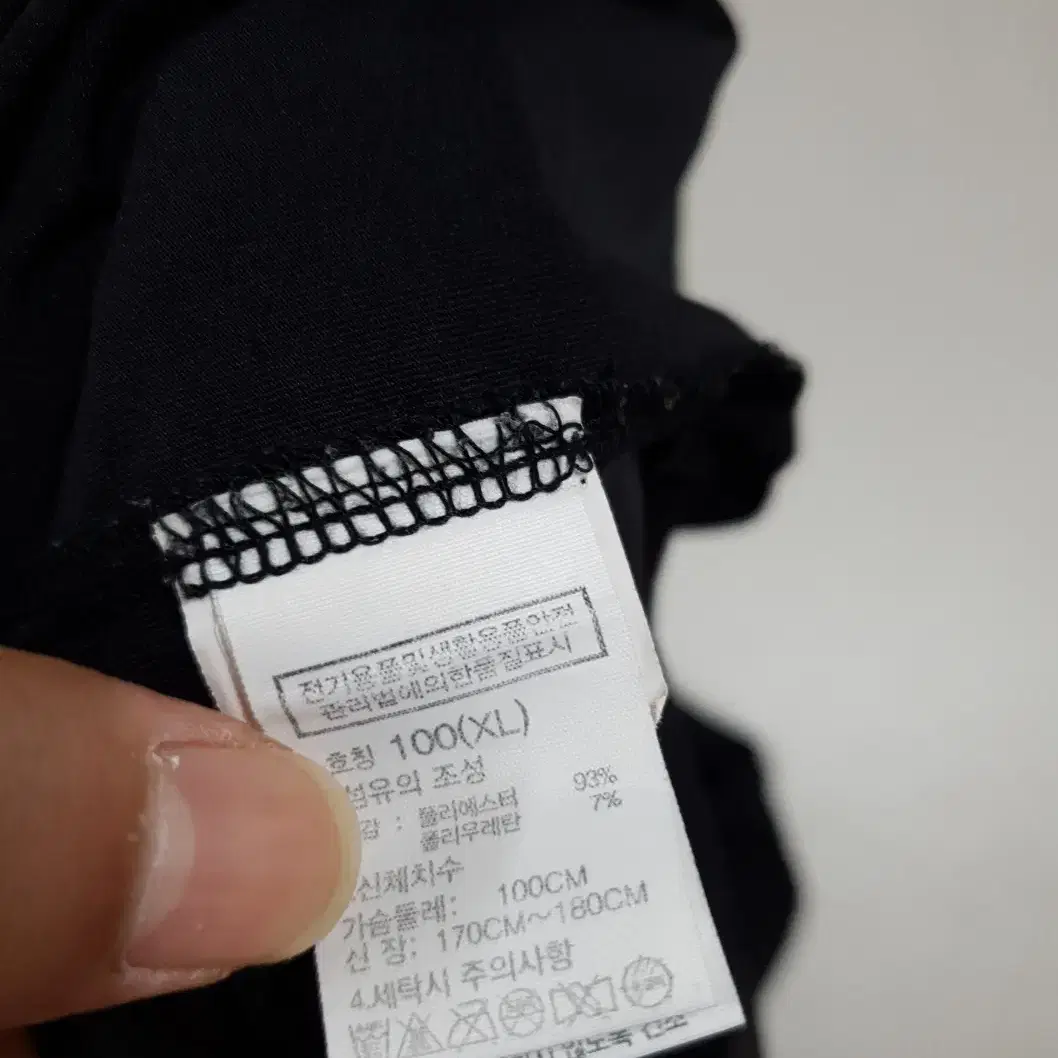 전기용품및생활용품안전
관리법에의한품질표시
호칭 100(XL)
섬유의 조성
폴리에스터 93%
폴리우레탄 7%
신체치수
가슴둘레: 100CM
신 장: 170CM~180CM
4.세탁시 주의사항
않도록